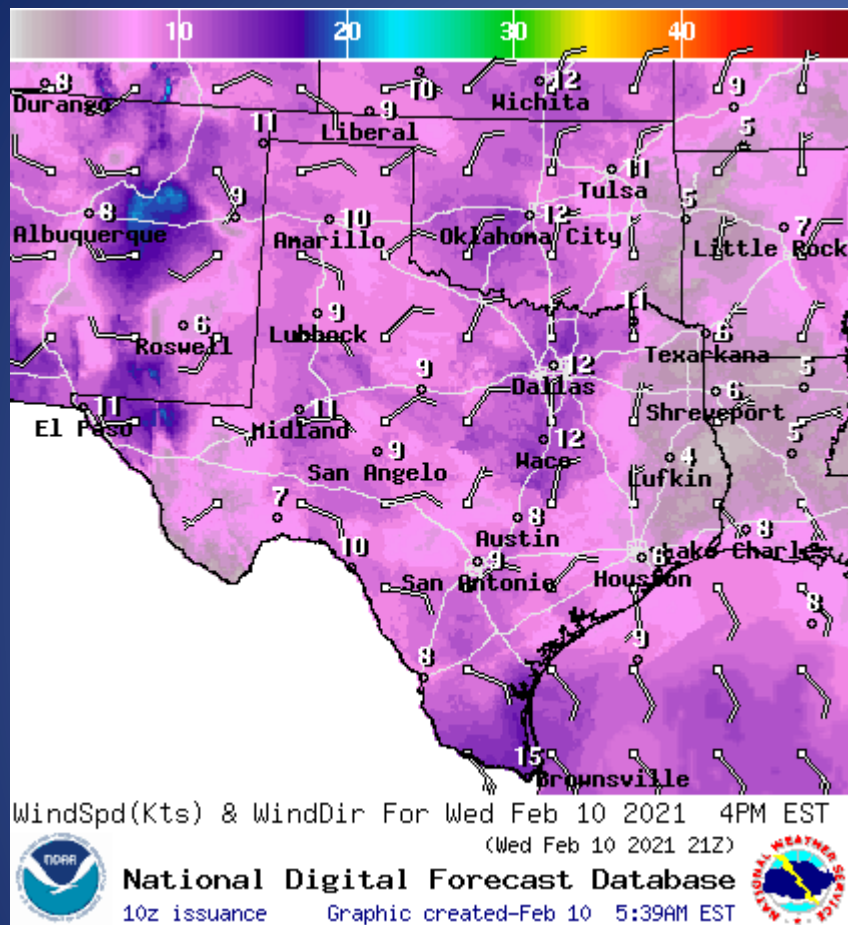 10 20 30 40
8 10 12 9
Durango Wichita
9
Liberal
11 5
11
Tulsa
8 9 10 12 5 7
Albuquerque Amarillo Oklahoma City Little Rock
6 9 11 6
Roswell Lubbock Texarkana
9 12 5
Dallas
11 11 6
El Paso Midland Shreveport
9 12 5
Waco
San Angelo 4
Lufkin
7 8 8
Austin
10 9 6 Lake Charles
San Antonio Houston
8
9
8
15
Brownsville
WindSpd(Kts) & WindDir For Wed Feb 10 2021 4PM EST
(Wed Feb 10 2021 21Z)
NOAA
National Digital Forecast Database
10z issuance Graphic created-Feb 10 5:39AM EST
NATIONAL WEATHER SERVICE